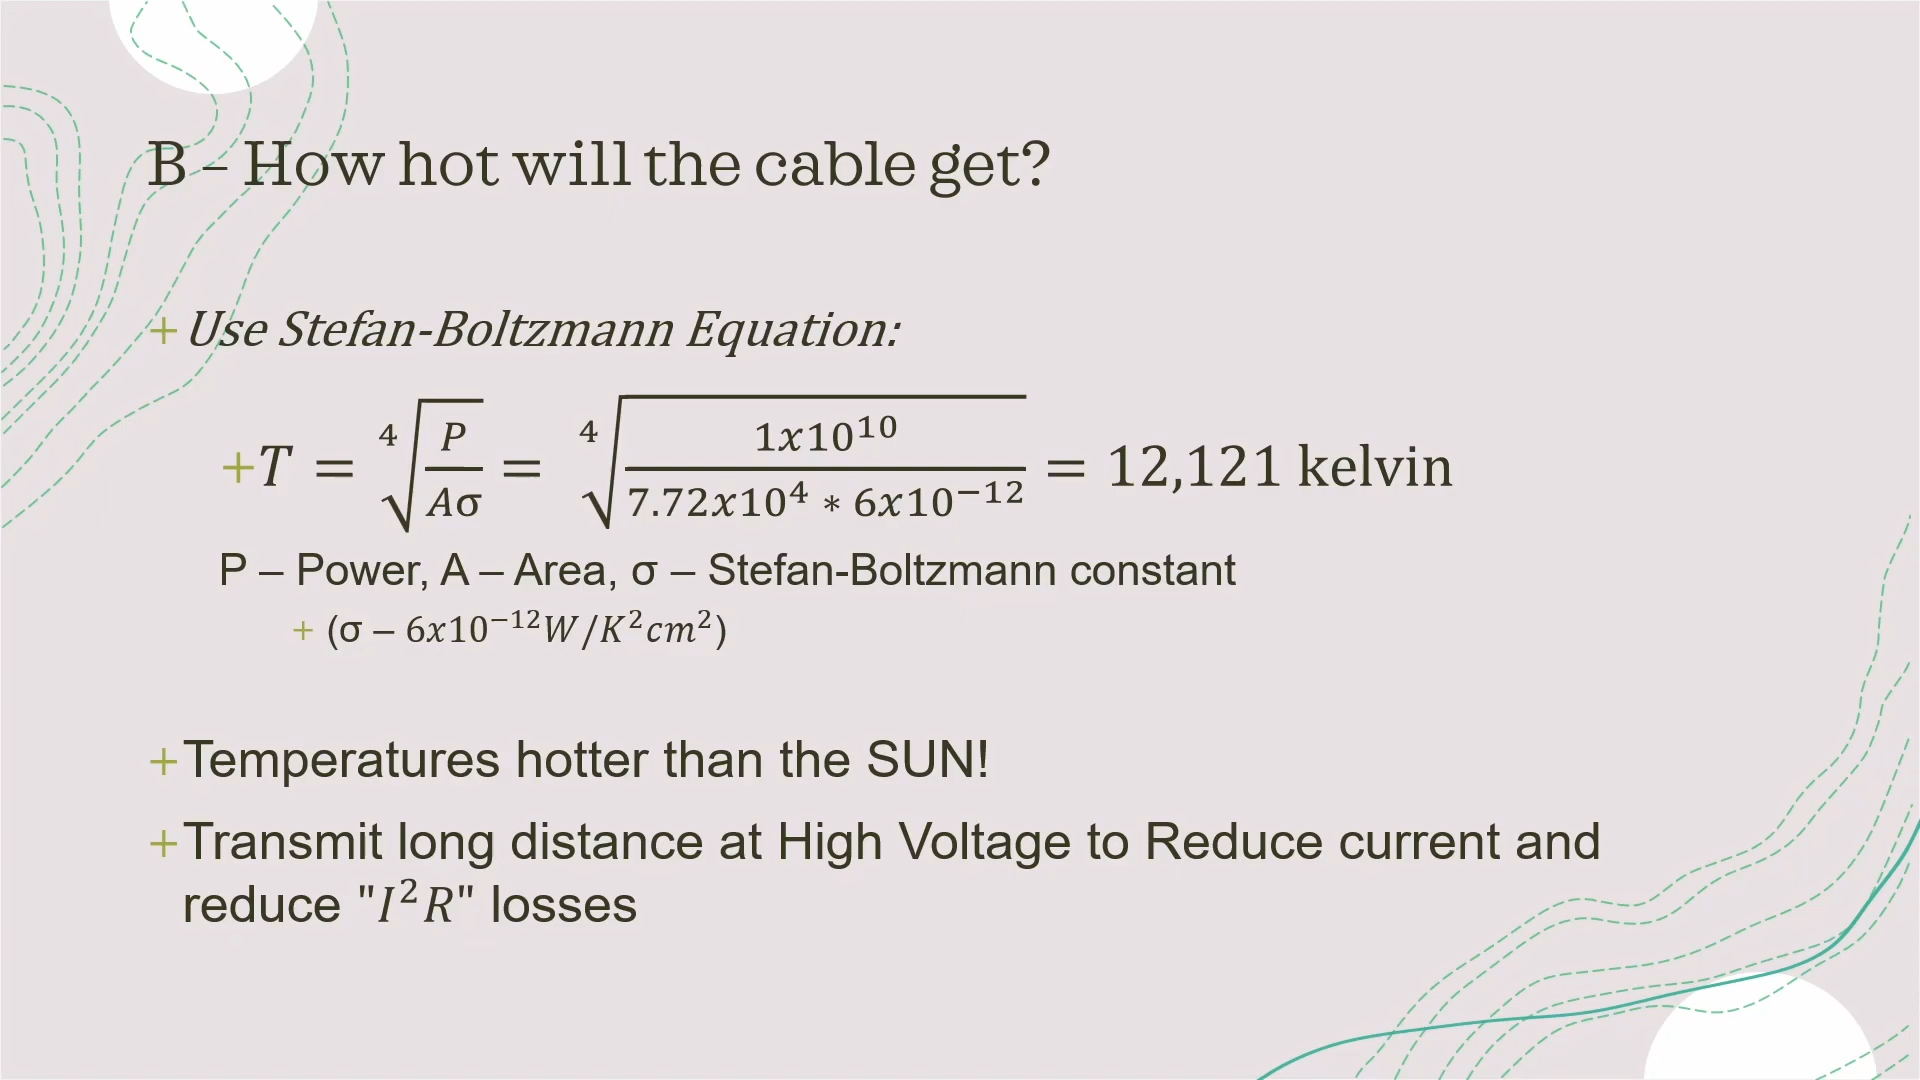 B – How hot will the cable get?
+ Use Stefan-Boltzmann Equation:
+ T = ∜(P/Aσ) = ∜(1x10¹⁰/7.72x10⁴ * 6x10⁻¹²) = 12,121 kelvin
P – Power, A – Area, σ – Stefan-Boltzmann constant
+ (σ – 6x10⁻¹²W/K²cm²)
+ Temperatures hotter than the SUN!
+ Transmit long distance at High Voltage to Reduce current and
reduce "I²R" losses